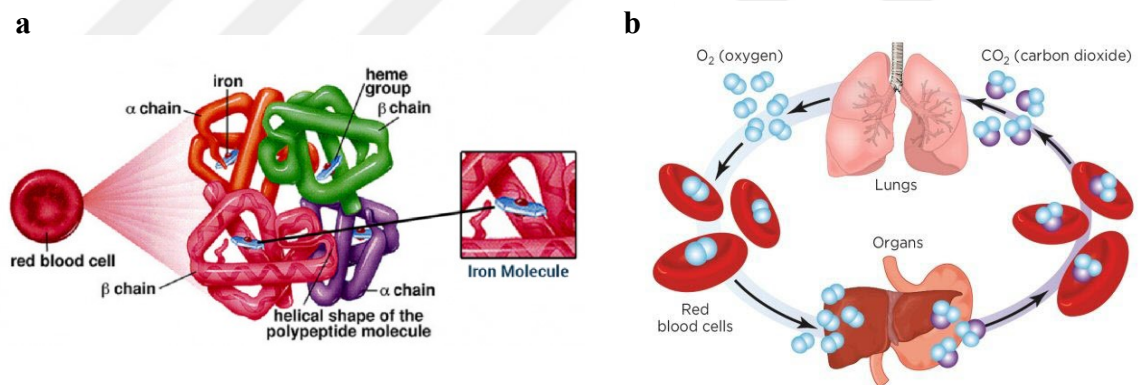 a
iron
heme
group
α chain
β chain
red blood cell
β chain
α chain
helical shape of the
polypeptide molecule
Iron Molecule
b
O₂ (oxygen)
CO₂ (carbon dioxide)
Lungs
Organs
Red
blood cells